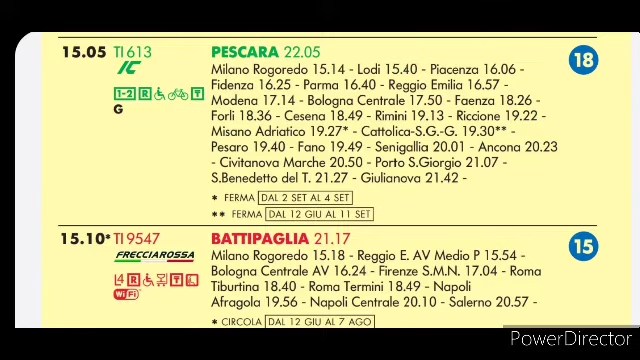 15.05 TI 613 PESCARA 22.05 18
IC Milano Rogoredo 15.14 - Lodi 15.40 - Piacenza 16.06 -
Fidenza 16.25 - Parma 16.40 - Reggio Emilia 16.57 -
1-2 R T Modena 17.14 - Bologna Centrale 17.50 - Faenza 18.26 -
G Forlì 18.36 - Cesena 18.49 - Rimini 19.13 - Riccione 19.22 -
Misano Adriatico 19.27* - Cattolica-S.G.-G. 19.30** -
Pesaro 19.40 - Fano 19.49 - Senigallia 20.01 - Ancona 20.23
- Civitanova Marche 20.50 - Porto S.Giorgio 21.07 -
S.Benedetto del T. 21.27 - Giulianova 21.42 -
* FERMA DAL 2 SET AL 4 SET
** FERMA DAL 12 GIU AL 11 SET
15.10* TI 9547 BATTIPAGLIA 21.17 15
FRECCIAROSSA Milano Rogoredo 15.18 - Reggio E. AV Medio P 15.54 -
4 R T Bologna Centrale AV 16.24 - Firenze S.M.N. 17.04 - Roma
WiFi Tiburtina 18.40 - Roma Termini 18.49 - Napoli
Afragola 19.56 - Napoli Centrale 20.10 - Salerno 20.57 -
* CIRCOLA DAL 12 GIU AL 7 AGO
PowerDirector